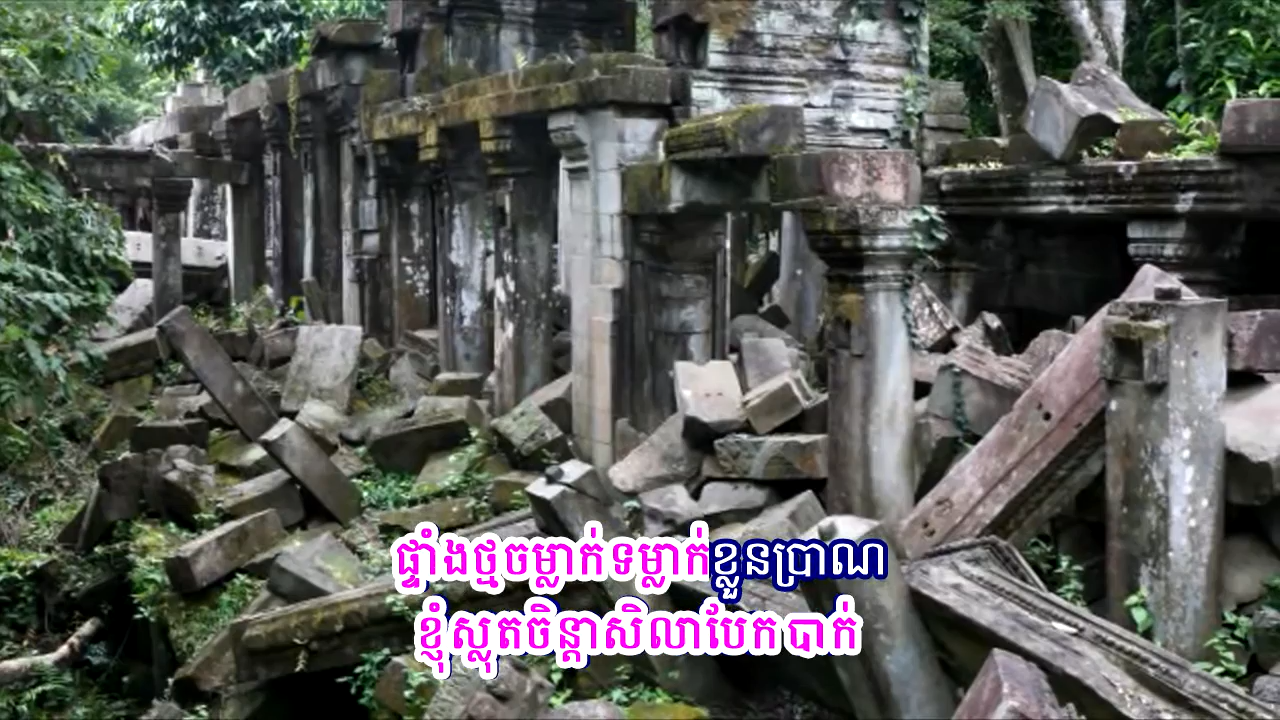 ផ្ទាំងថ្មចម្លាក់ទម្លាក់ខ្លួនប្រាណ
ខ្ញុំស្លុតចិន្តាសិលាបែកបាក់